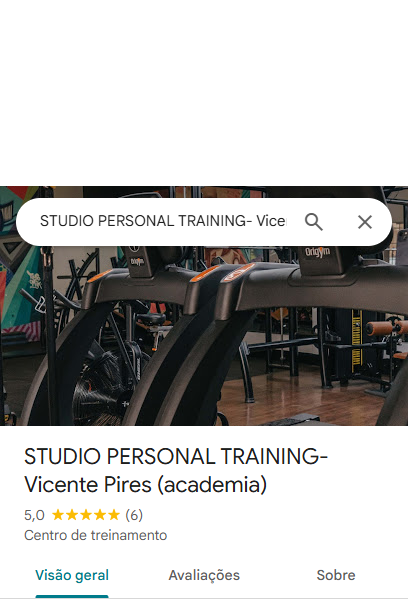 STUDIO PERSONAL TRAINING- Vice
Origym
Origym
STUDIO PERSONAL TRAINING-
Vicente Pires (academia)
5,0 ★★★★★ (6)
Centro de treinamento
Visão geral Avaliações Sobre